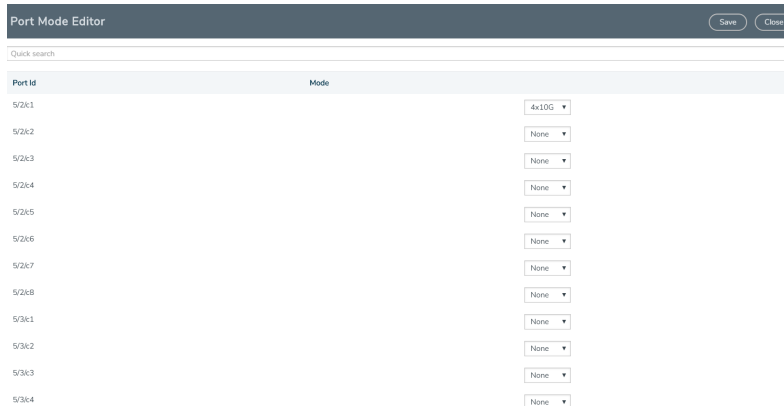 Port Mode Editor Save Close
Quick search
Port Id Mode
5/2/c1 4x10G
5/2/c2 None
5/2/c3 None
5/2/c4 None
5/2/c5 None
5/2/c6 None
5/2/c7 None
5/2/c8 None
5/3/c1 None
5/3/c2 None
5/3/c3 None
5/3/c4 None